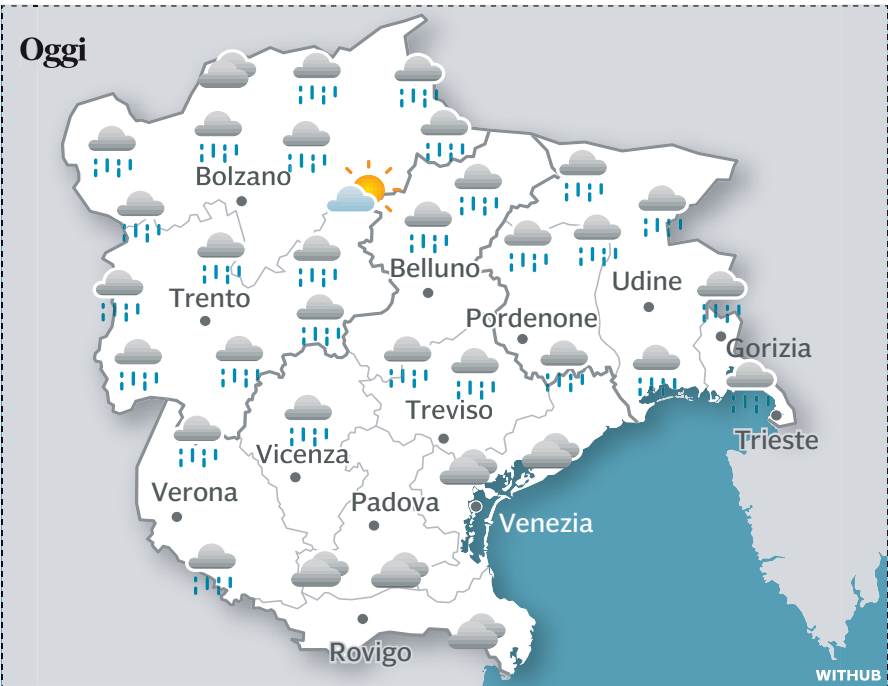 Oggi
Bolzano
Belluno
Trento
Udine
Pordenone
Gorizia
Treviso
Trieste
Vicenza
Verona
Padova
Venezia
Rovigo
WITHUB